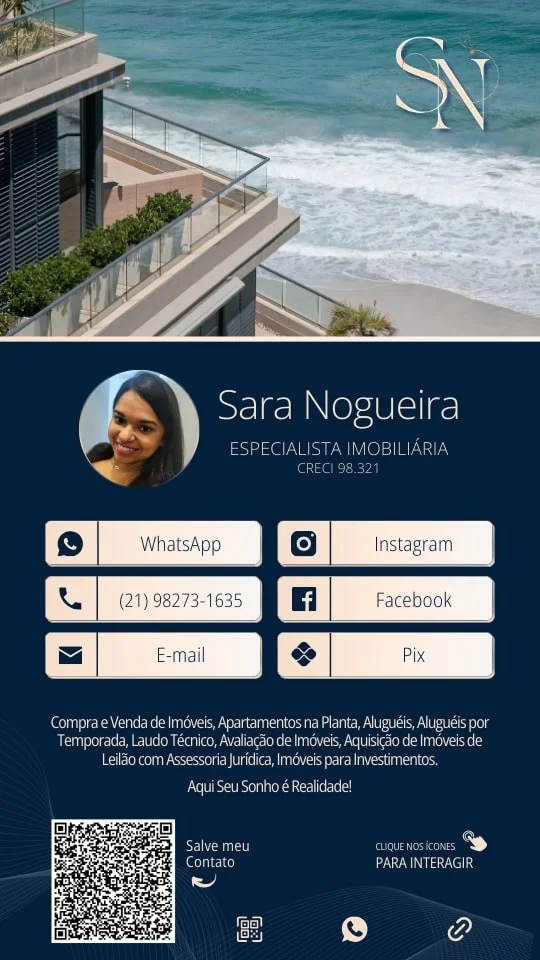 SN
Sara Nogueira
ESPECIALISTA IMOBILIÁRIA
CRECI 98.321
WhatsApp
Instagram
(21) 98273-1635
Facebook
E-mail
Pix
Compra e Venda de Imóveis, Apartamentos na Planta, Aluguéis, Aluguéis por
Temporada, Laudo Técnico, Avaliação de Imóveis, Aquisição de Imóveis de
Leilão com Assessoria Jurídica, Imóveis para Investimentos.
Aqui Seu Sonho é Realidade!
Salve meu
Contato
CLIQUE NOS ÍCONES
PARA INTERAGIR